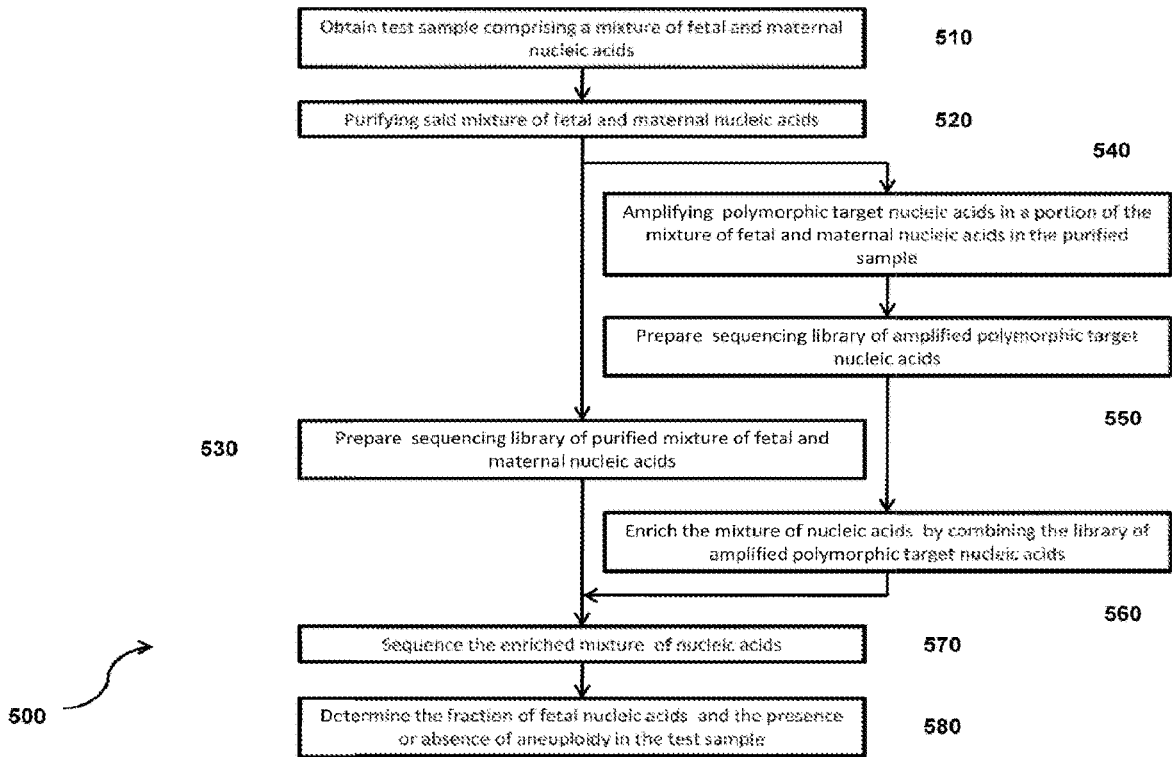 Obtain test sample comprising a mixture of fetal and maternal
nucleic acids
510
Purifying said mixture of fetal and maternal nucleic acids
520
540
Amplifying polymorphic target nucleic acids in a portion of the
mixture of fetal and maternal nucleic acids in the purified
sample
Prepare sequencing library of amplified polymorphic target
nucleic acids
550
530
Prepare sequencing library of purified mixture of fetal and
maternal nucleic acids
Enrich the mixture of nucleic acids by combining the library of
amplified polymorphic target nucleic acids
560
Sequence the enriched mixture of nucleic acids
570
500
Determine the fraction of fetal nucleic acids and the presence
or absence of aneuploidy in the test sample
580